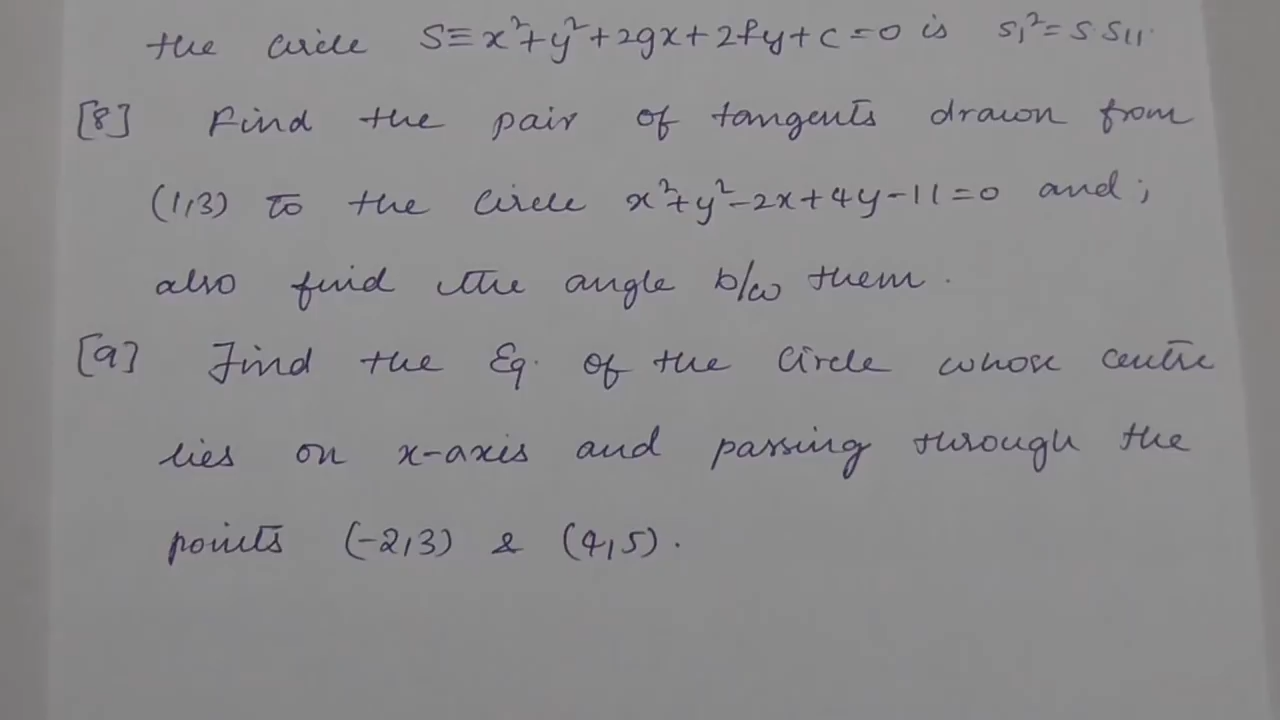 the circle S≡x²+y²+2gx+2fy+c=0 is S₁²=S.S₁₁.
[8] Find the pair of tangents drawn from
(1,3) to the circle x²+y²-2x+4y-11=0 and;
also find the angle b/w them.
[9] Find the Eq. of the circle whose centre
lies on x-axis and passing through the
points (-2,3) & (4,5).